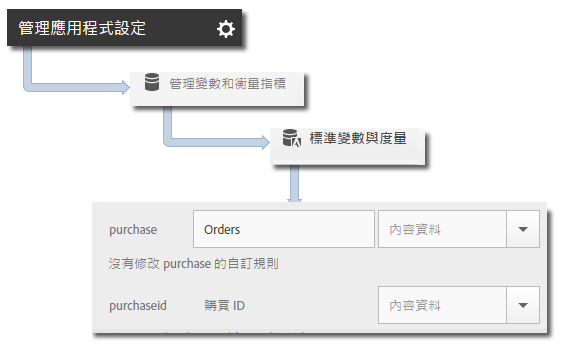 管理應用程式設定
管理變數和衡量指標
標準變數與度量
purchase Orders 內容資料
沒有修改 purchase 的自訂規則
purchaseid 購買 ID 內容資料